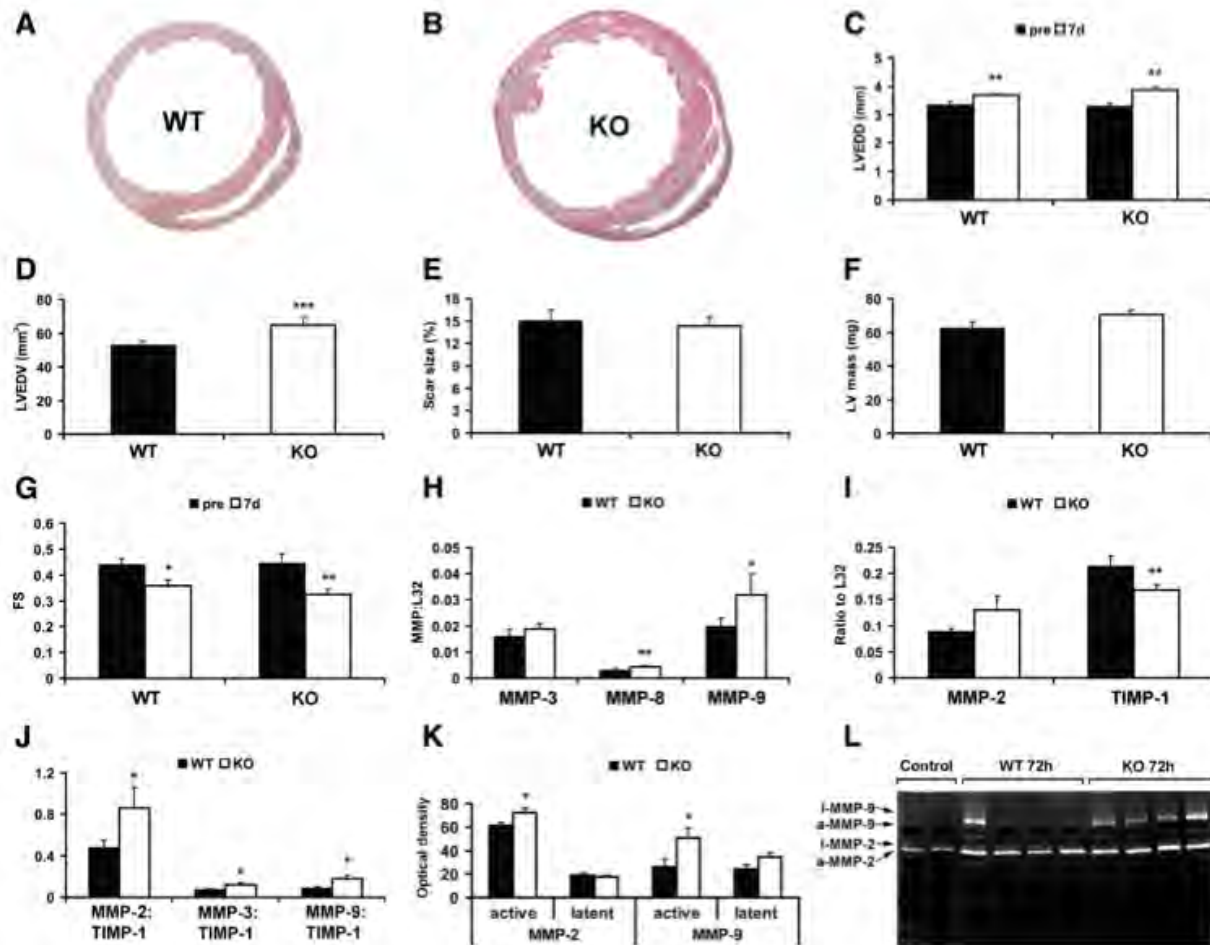 A
WT
B
KO
C
pre 7d
LVEDD (mm)
5
4
3
2
1
0
**
**
WT KO
D
LVEDV (mm³)
80
60
40
20
0
***
WT KO
E
Scar size (%)
18
15
12
9
6
3
0
WT KO
F
LV mass (mg)
80
60
40
20
0
WT KO
G
pre 7d
FS
0.6
0.5
0.4
0.3
0.2
0.1
0
*
**
WT KO
H
WT KO
MMP:L32
0.05
0.04
0.03
0.02
0.01
0
**
*
MMP-3 MMP-8 MMP-9
I
WT KO
Ratio to L32
0.25
0.20
0.15
0.10
0.05
0
**
MMP-2 TIMP-1
J
WT KO
1.2
0.8
0.4
0
*
*
*
MMP-2: MMP-3: MMP-9:
TIMP-1 TIMP-1 TIMP-1
K
WT KO
Optical density
80
60
40
20
0
*
*
active latent active latent
MMP-2 MMP-9
L
Control WT 72h KO 72h
l-MMP-9
a-MMP-9
l-MMP-2
a-MMP-2